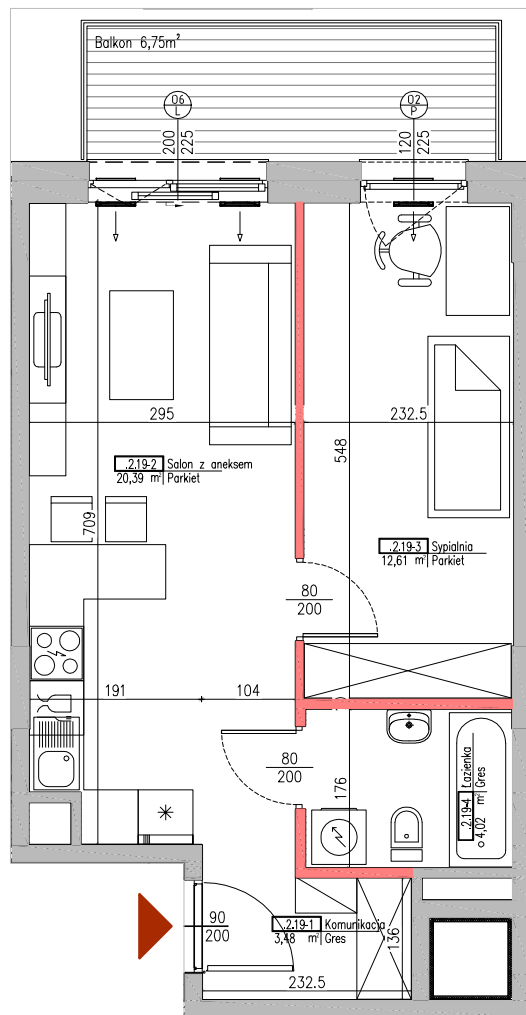 Balkon 6,75m²
06
L
200
225
02
P
120
225
295
232.5
548
.2.19-2 Salon z aneksem
20,39 m² Parkiet
709
.2.19-3 Sypialnia
12,61 m² Parkiet
80
200
191
104
80
200
176
.2.19-4 Łazienka
4,02 m² Gres
90
200
.2.19-1 Komunikacja
3,48 m² Gres
136
232.5